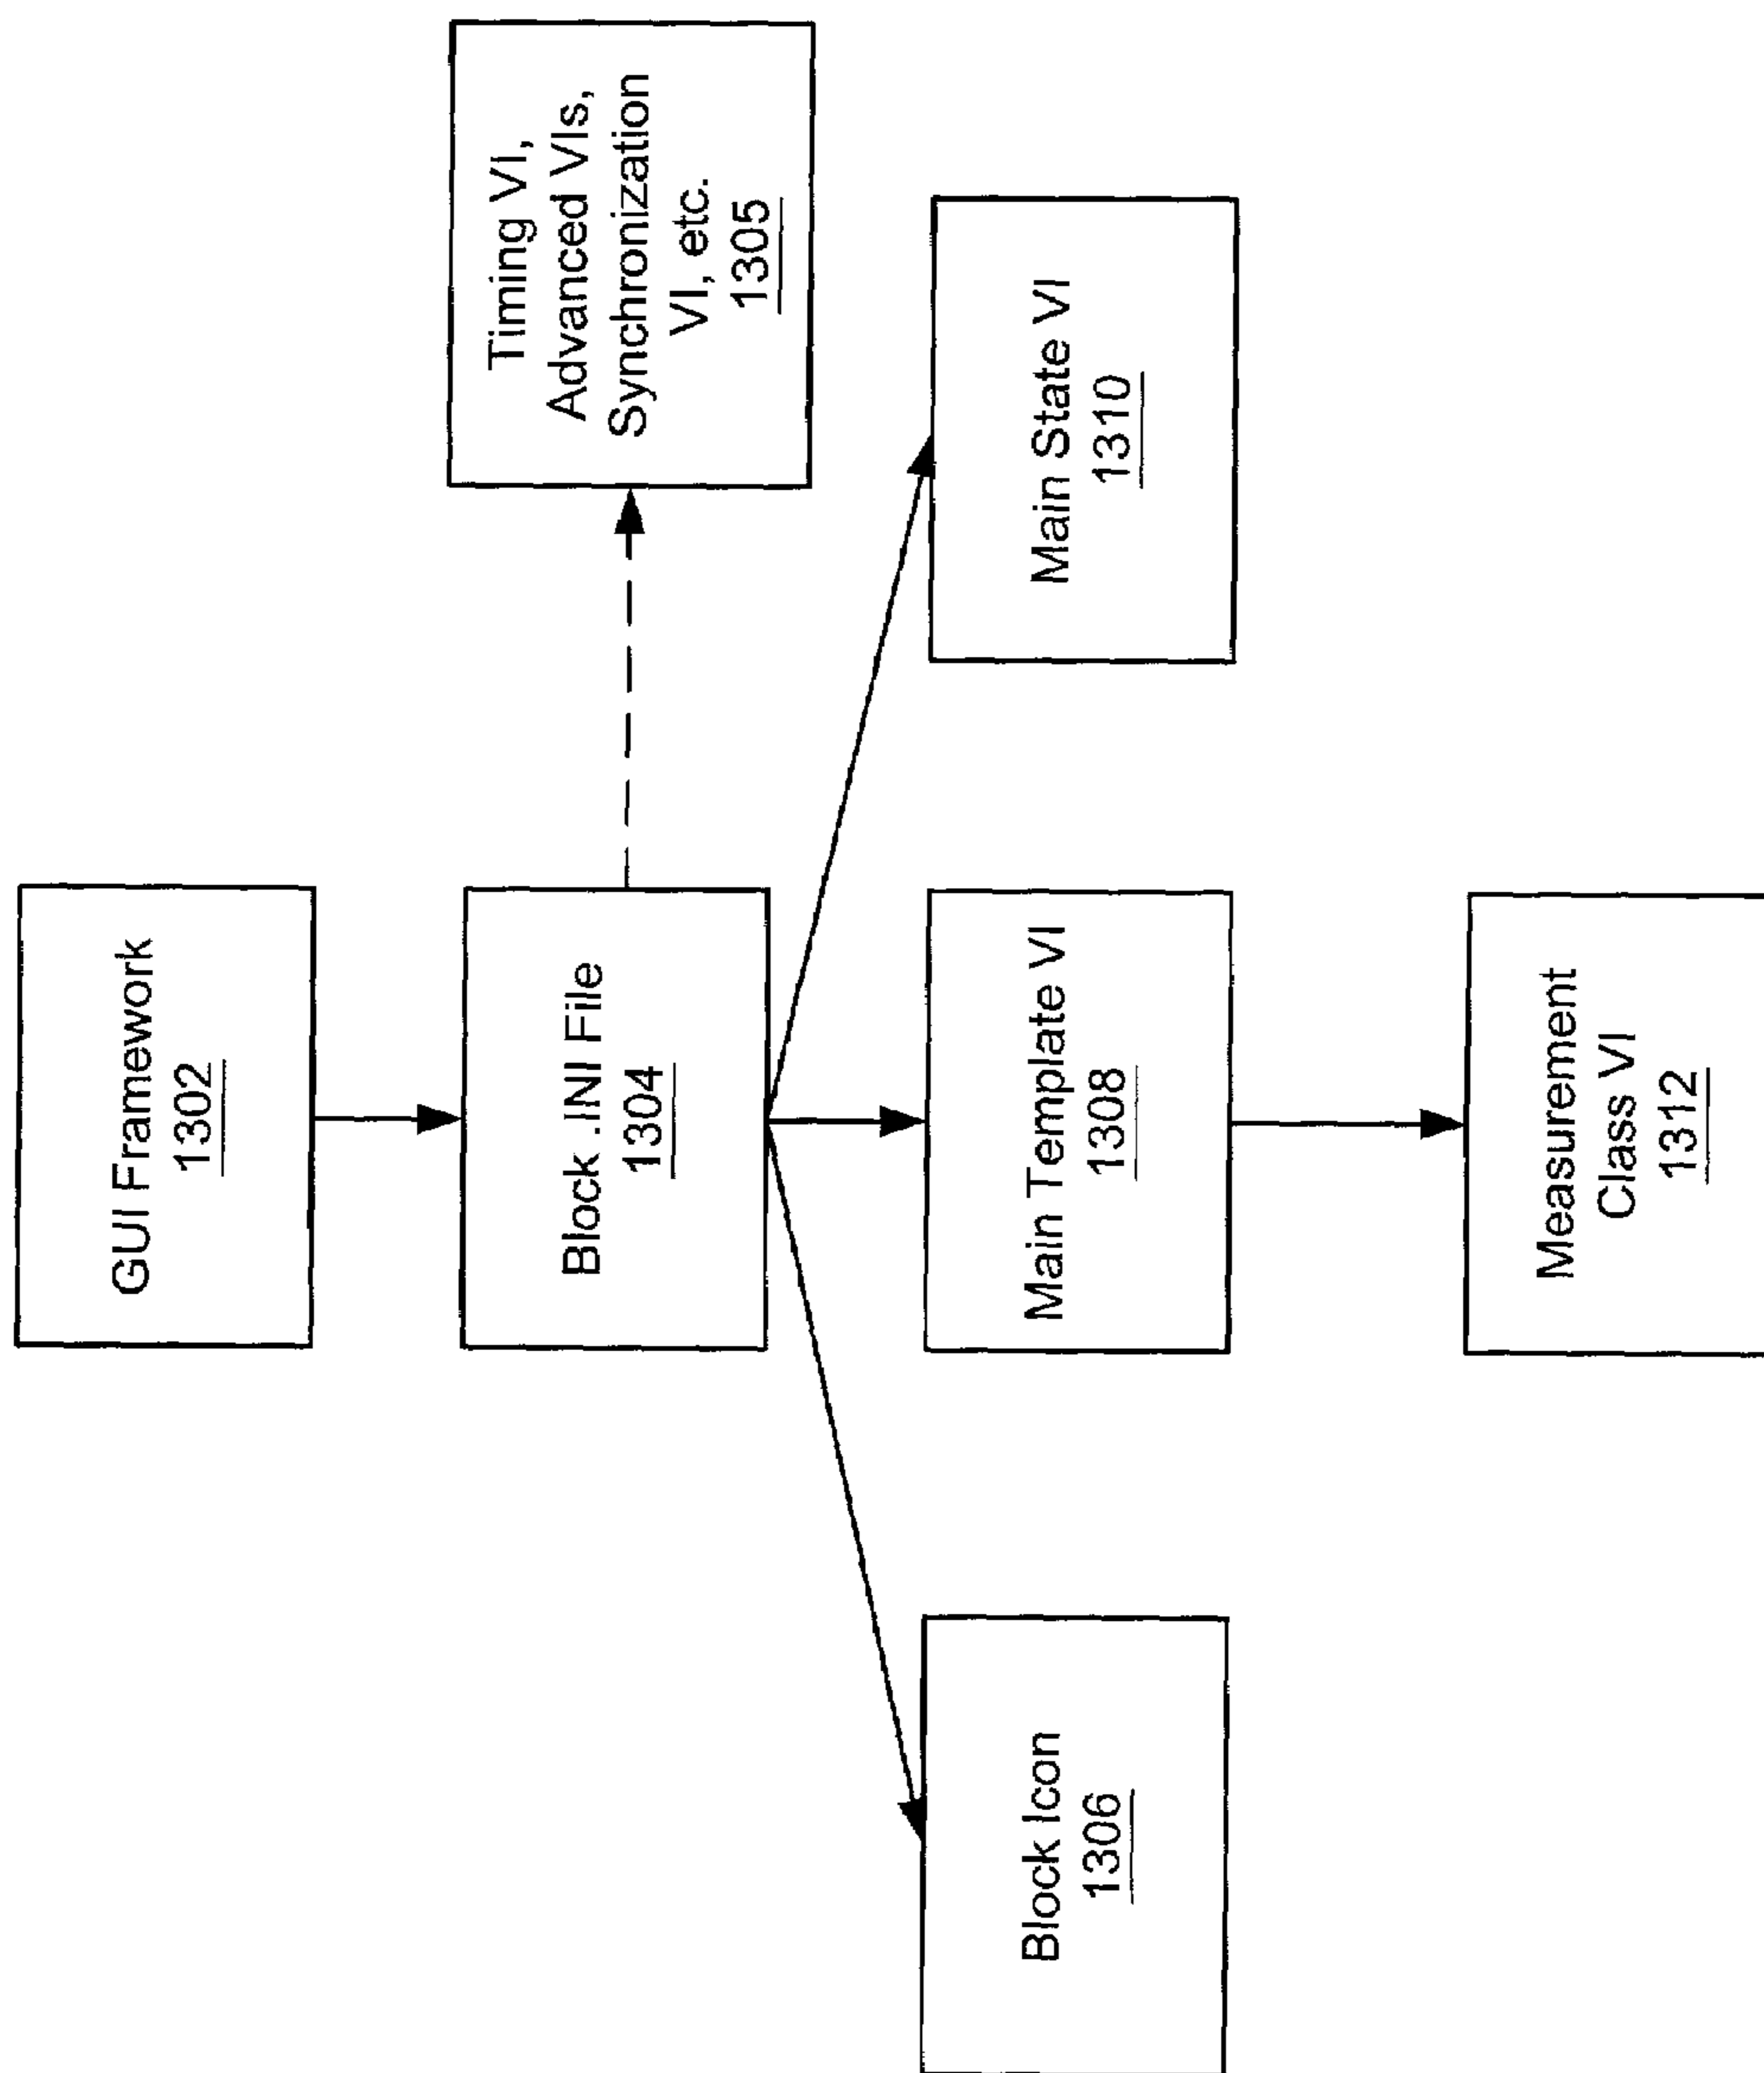 GUI Framework
1302
Block .INI File
1304
Timing VI,
Advanced VIs,
Synchronization
VI, etc.
1305
Block Icon
1306
Main Template VI
1308
Main State VI
1310
Measurement
Class VI
1312